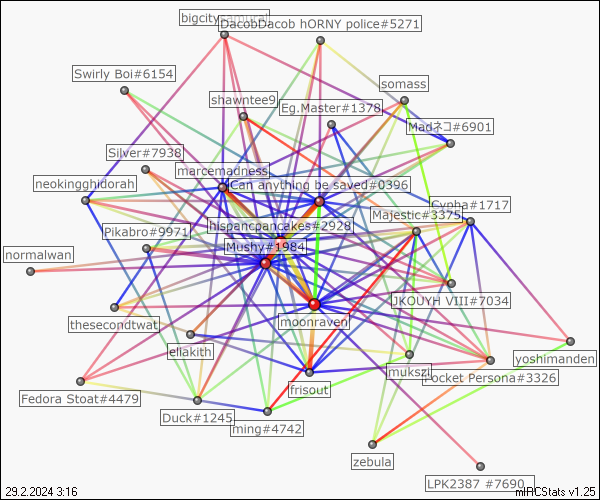 bigcitysamurai
DacobDacob hORNY police#5271
Swirly Boi#6154
somass
shawntee9
Eg.Master#1378
Madネコ#6901
Silver#7938
marcemadness
neokingghidorah
Can anything be saved#0396
Cypha#1717
Majestic#3375
hispancpancakes#2928
Pikabro#9971
Mushy#1984
normalwan
JKOUYH VIII#7034
thesecondtwat
moonraven
ellakith
yoshimanden
mukszi
Pocket Persona#3326
frisout
Fedora Stoat#4479
Duck#1245
ming#4742
zebula
LPK2387 #7690
29.2.2024 3:16
mIRCStats v1.25